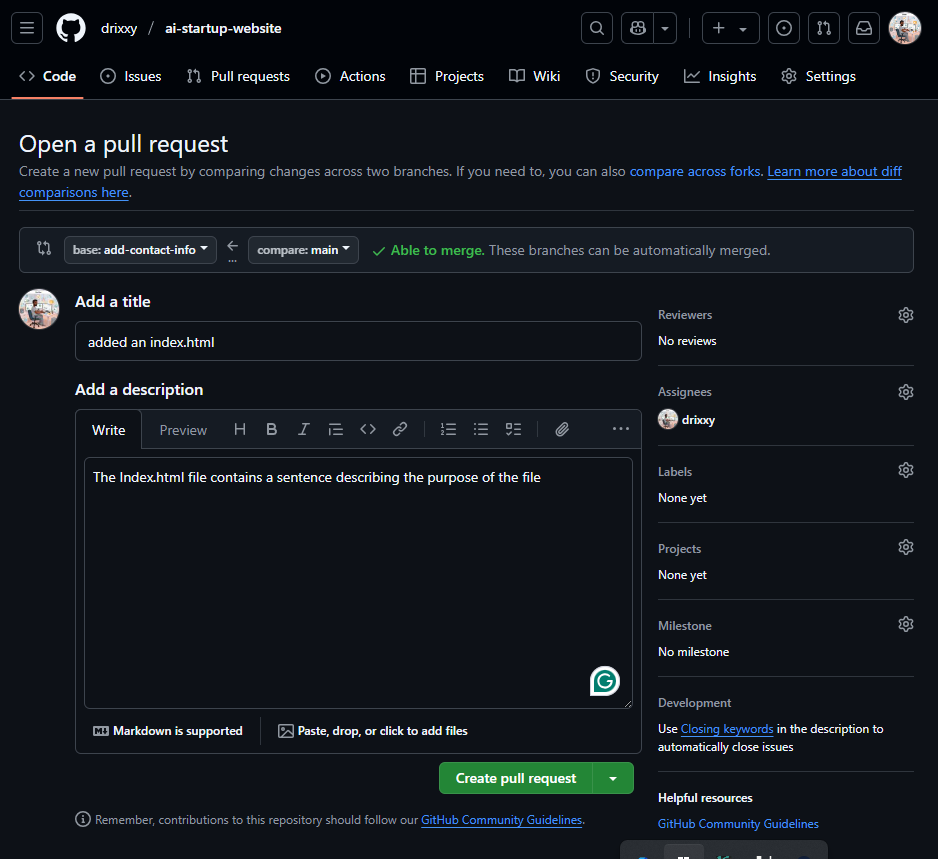 drixxy / ai-startup-website
Code Issues Pull requests Actions Projects Wiki Security Insights Settings
Open a pull request
Create a new pull request by comparing changes across two branches. If you need to, you can also compare across forks. Learn more about diff
comparisons here.
base: add-contact-info ← compare: main ✓ Able to merge. These branches can be automatically merged.
...
Add a title
added an index.html
Add a description
Write Preview H B I
The Index.html file contains a sentence describing the purpose of the file
G
Markdown is supported Paste, drop, or click to add files
Create pull request
Remember, contributions to this repository should follow our GitHub Community Guidelines.
Reviewers
No reviews
Assignees
drixxy
Labels
None yet
Projects
None yet
Milestone
No milestone
Development
Use Closing keywords in the description to
automatically close issues
Helpful resources
GitHub Community Guidelines